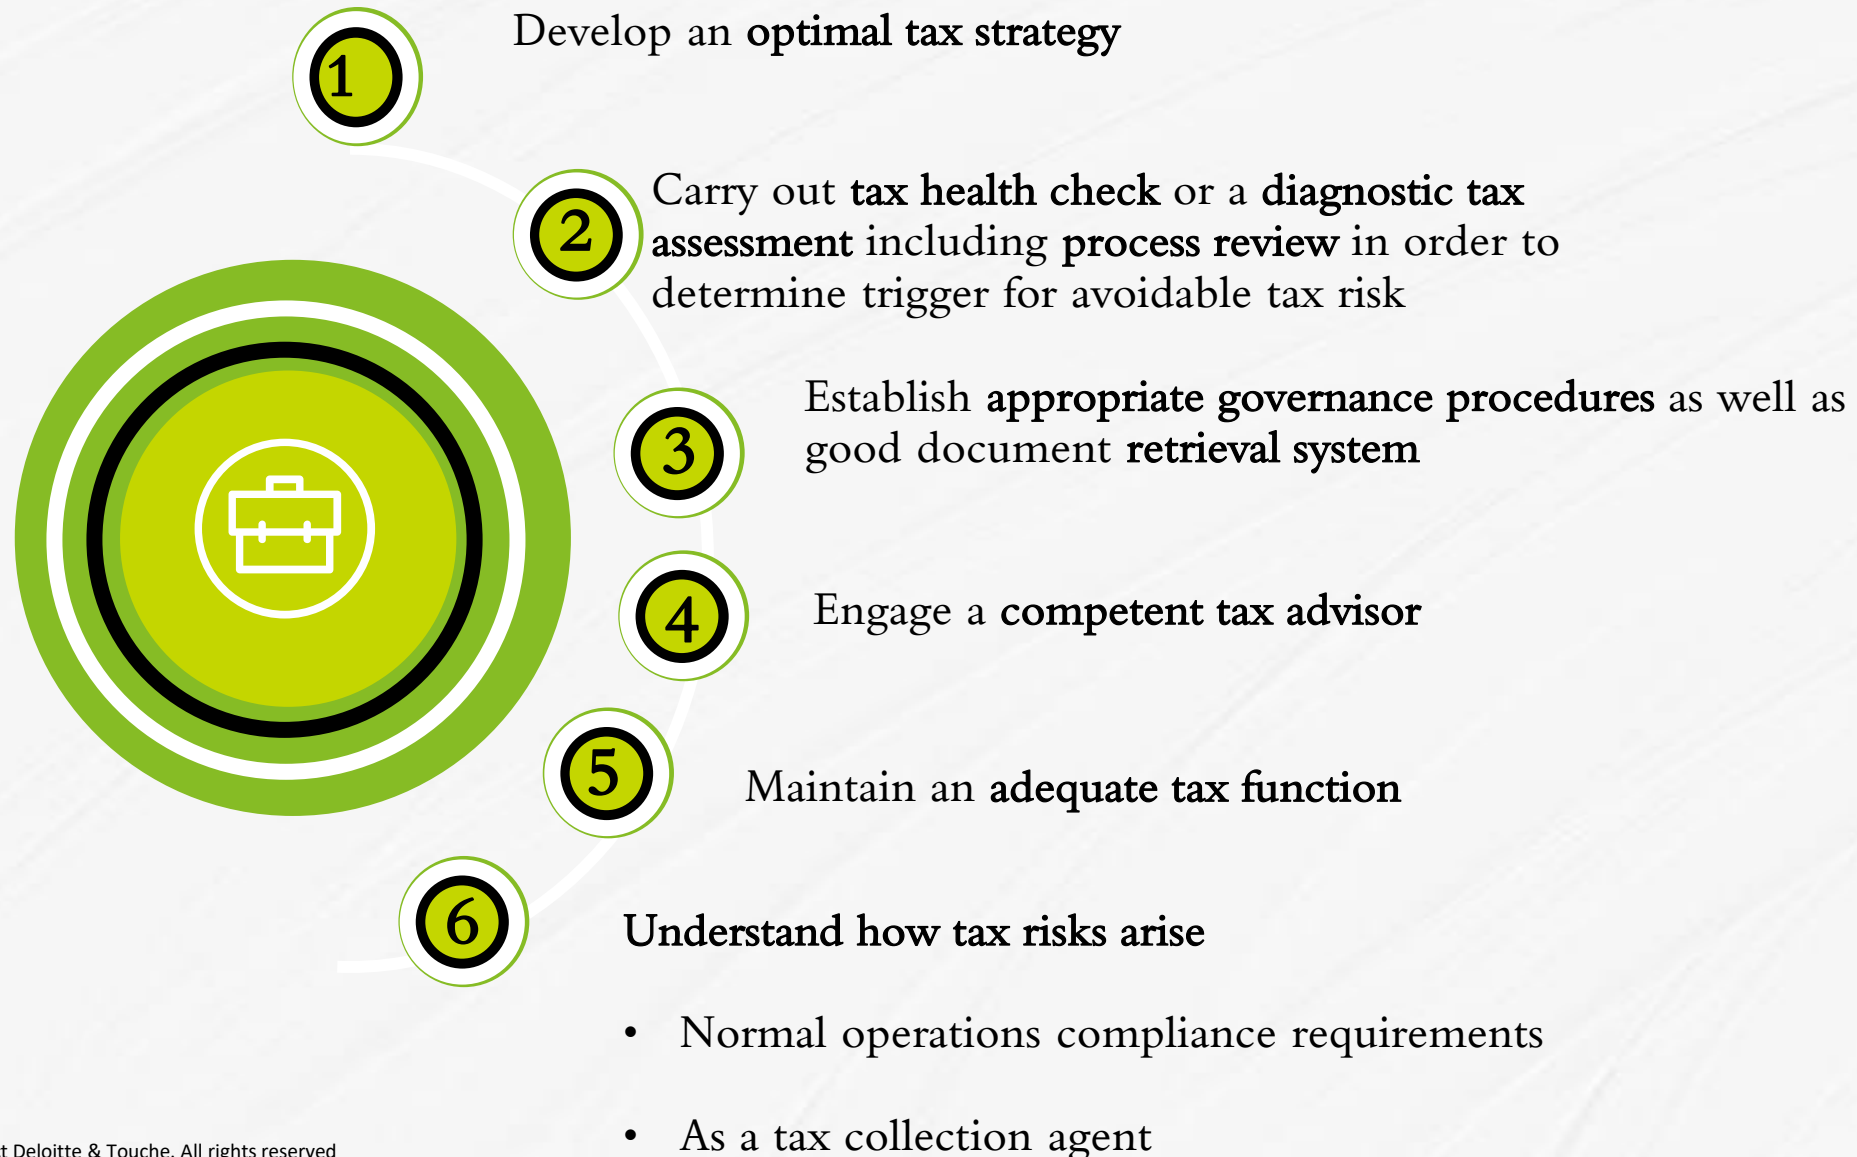 1
Develop an optimal tax strategy
2
Carry out tax health check or a diagnostic tax
assessment including process review in order to
determine trigger for avoidable tax risk
3
Establish appropriate governance procedures as well as
good document retrieval system
4
Engage a competent tax advisor
5
Maintain an adequate tax function
6
Understand how tax risks arise
• Normal operations compliance requirements
• As a tax collection agent
Deloitte & Touche. All rights reserved